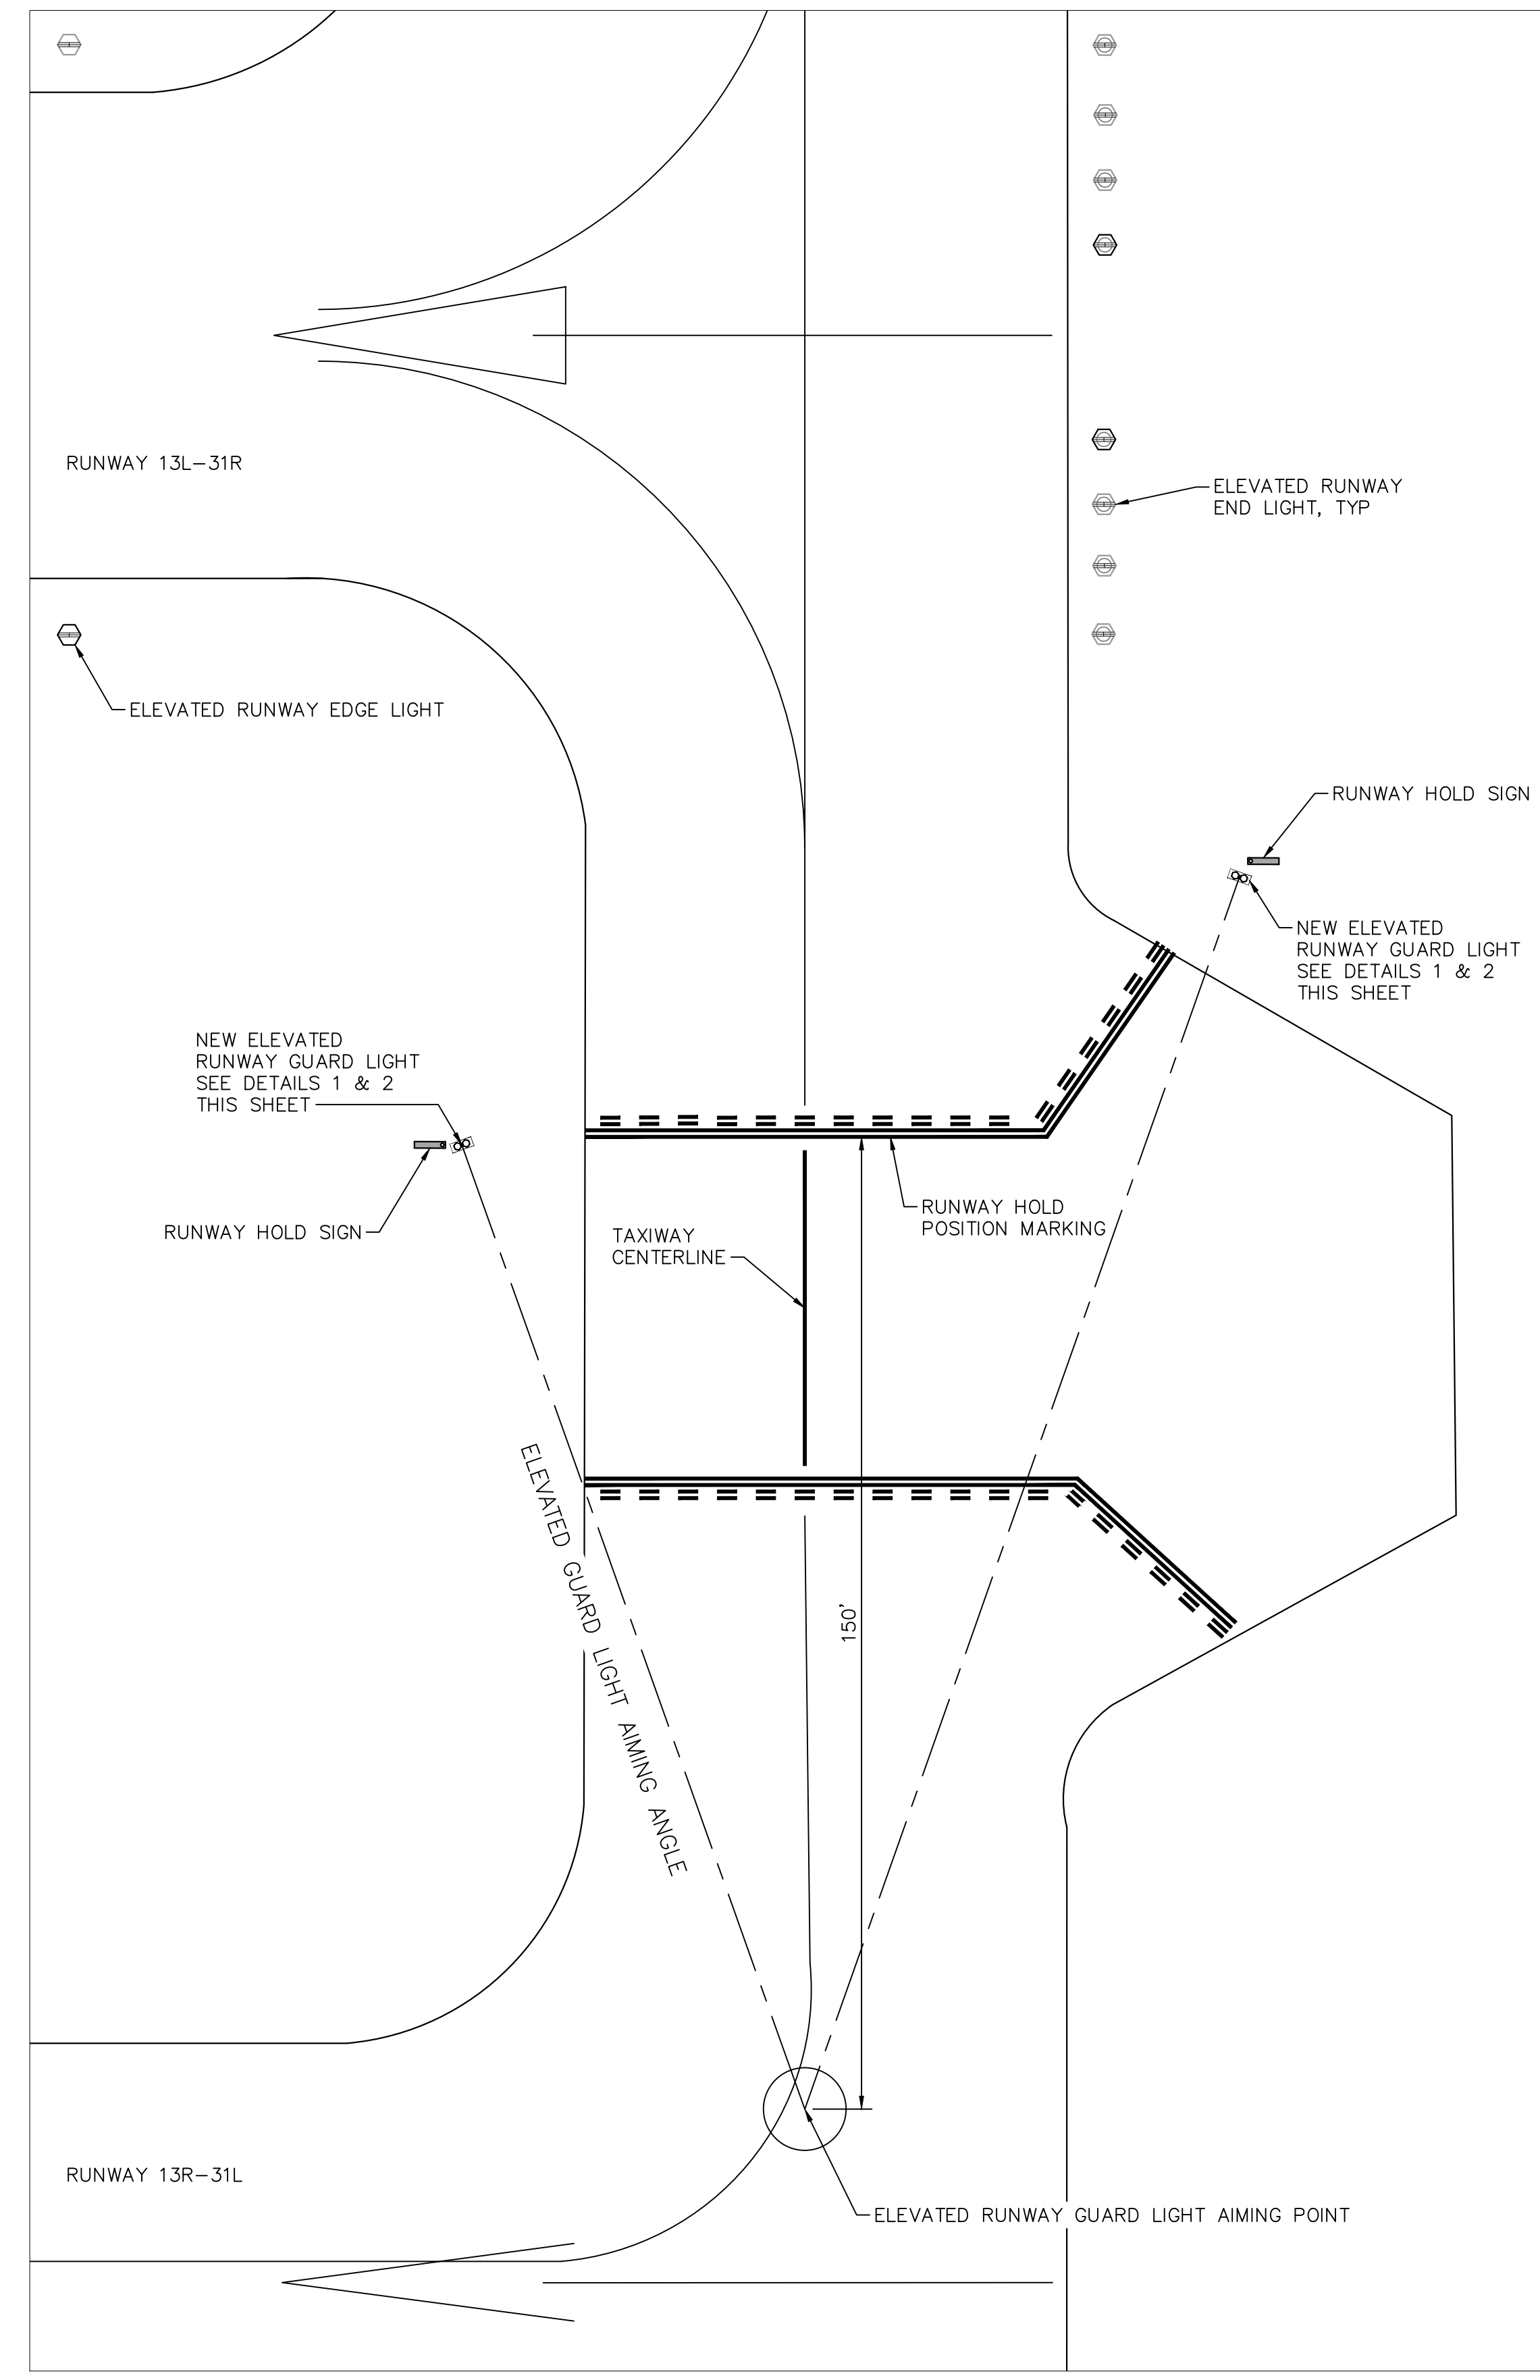 RUNWAY 13L-31R
ELEVATED RUNWAY
END LIGHT, TYP
ELEVATED RUNWAY EDGE LIGHT
RUNWAY HOLD SIGN
NEW ELEVATED
RUNWAY GUARD LIGHT
SEE DETAILS 1 & 2
THIS SHEET
NEW ELEVATED
RUNWAY GUARD LIGHT
SEE DETAILS 1 & 2
THIS SHEET
RUNWAY HOLD SIGN
RUNWAY HOLD
POSITION MARKING
TAXIWAY
CENTERLINE
ELEVATED GUARD LIGHT AIMING ANGLE
150'
RUNWAY 13R-31L
ELEVATED RUNWAY GUARD LIGHT AIMING POINT